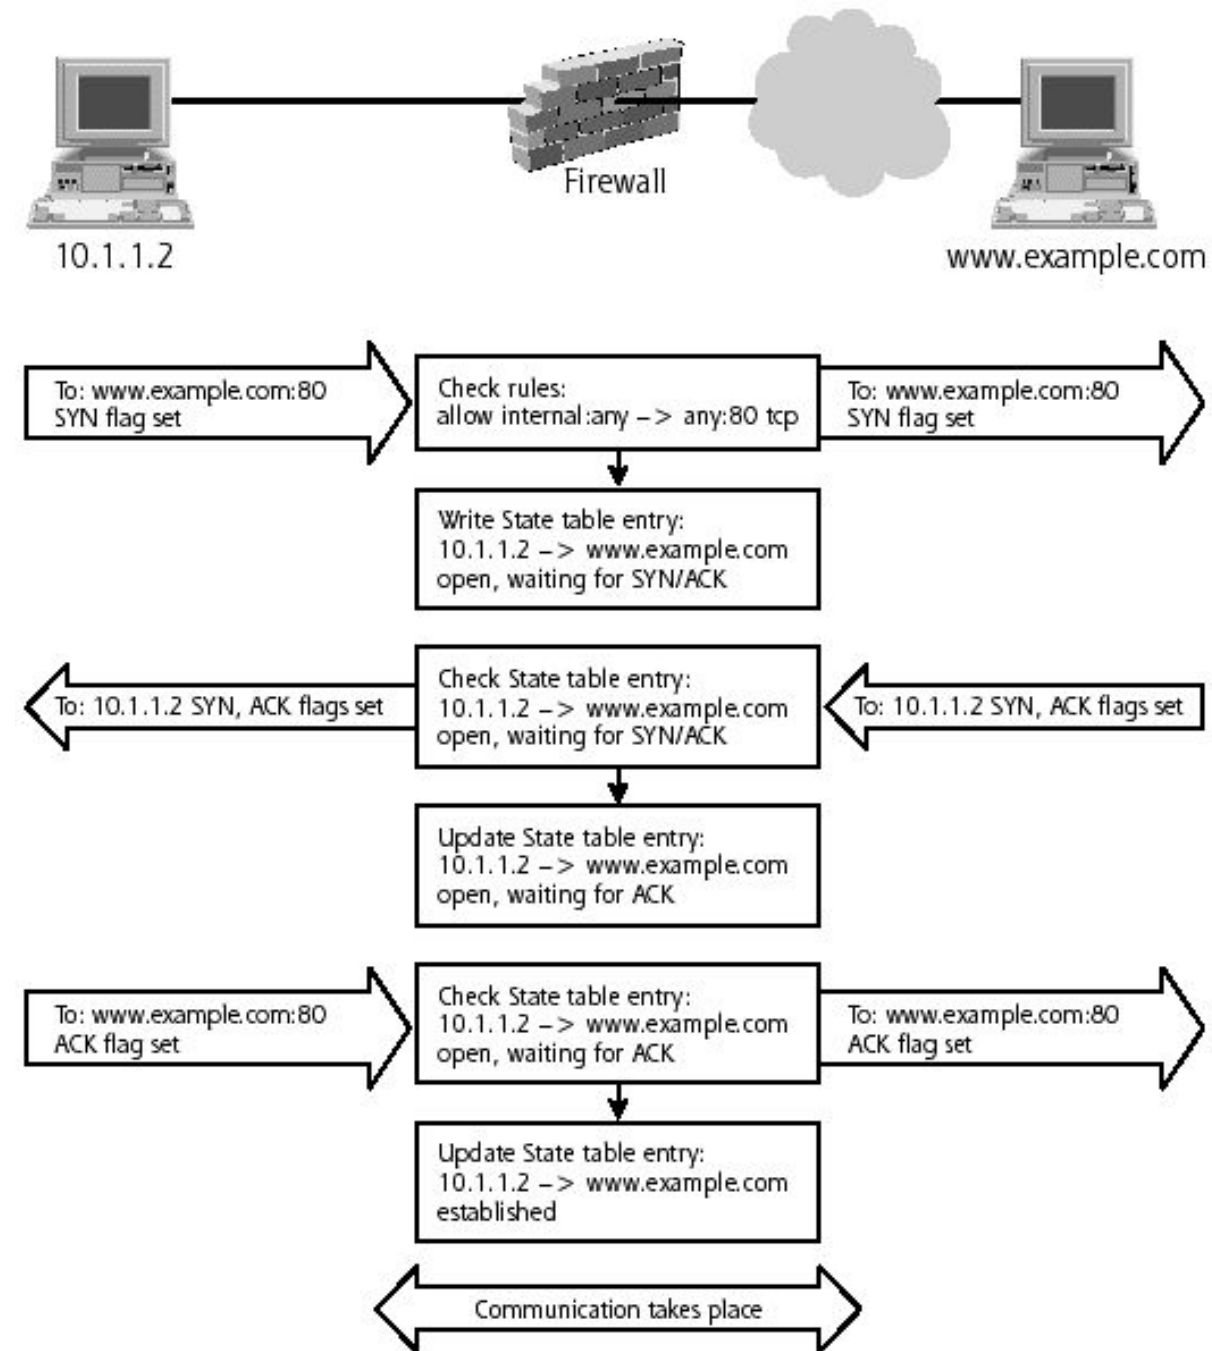 Firewall
10.1.1.2
www.example.com
To: www.example.com:80
SYN flag set
Check rules:
allow internal:any –> any:80 tcp
To: www.example.com:80
SYN flag set
Write State table entry:
10.1.1.2 –> www.example.com
open, waiting for SYN/ACK
To: 10.1.1.2 SYN, ACK flags set
Check State table entry:
10.1.1.2 –> www.example.com
open, waiting for SYN/ACK
To: 10.1.1.2 SYN, ACK flags set
Update State table entry:
10.1.1.2 –> www.example.com
open, waiting for ACK
To: www.example.com:80
ACK flag set
Check State table entry:
10.1.1.2 –> www.example.com
open, waiting for ACK
To: www.example.com:80
ACK flag set
Update State table entry:
10.1.1.2 –> www.example.com
established
Communication takes place